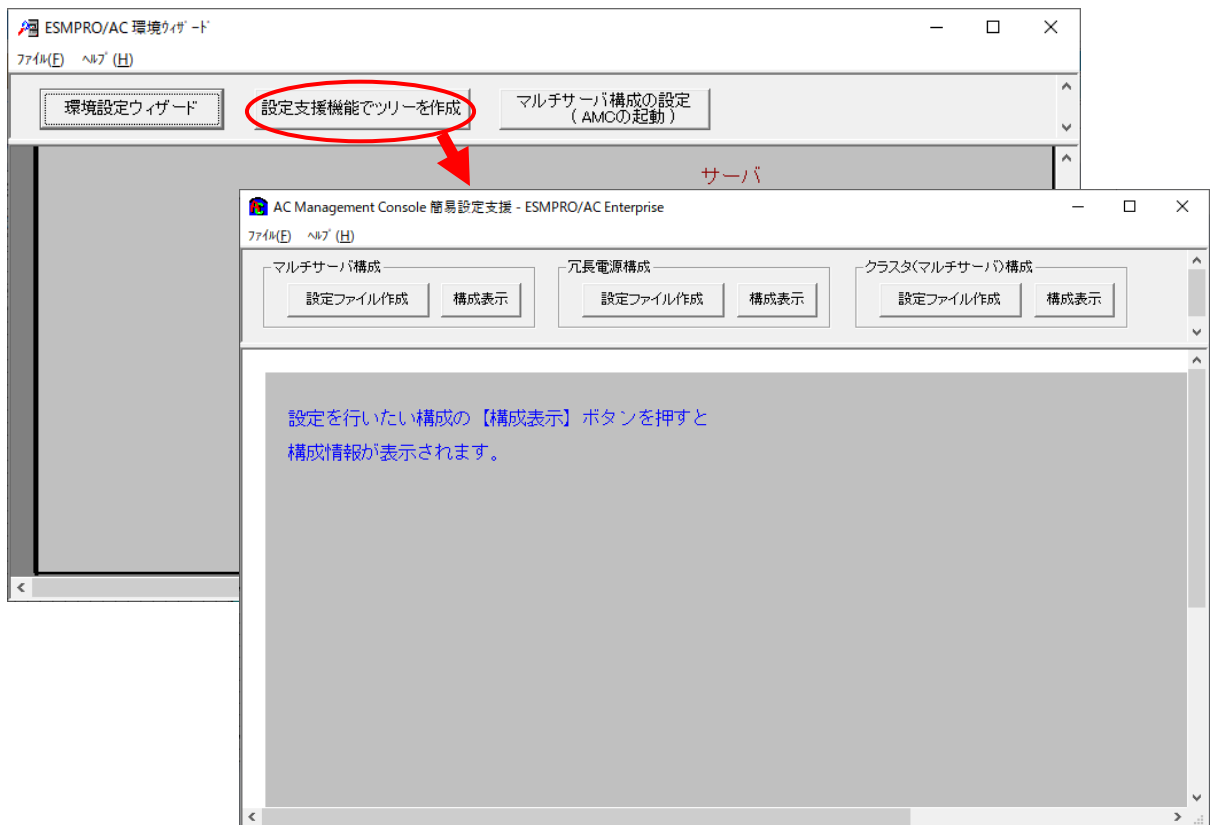 ESMPRO/AC 環境ウィザード
ファイル(F) ヘルプ(H)
環境設定ウィザード
設定支援機能でツリーを作成
マルチサーバ構成の設定
( AMCの起動 )
サーバ
AC Management Console 簡易設定支援 - ESMPRO/AC Enterprise
ファイル(F) ヘルプ(H)
マルチサーバ構成
設定ファイル作成 構成表示
冗長電源構成
設定ファイル作成 構成表示
クラスタ(マルチサーバ)構成
設定ファイル作成 構成表示
設定を行いたい構成の【構成表示】ボタンを押すと
構成情報が表示されます。